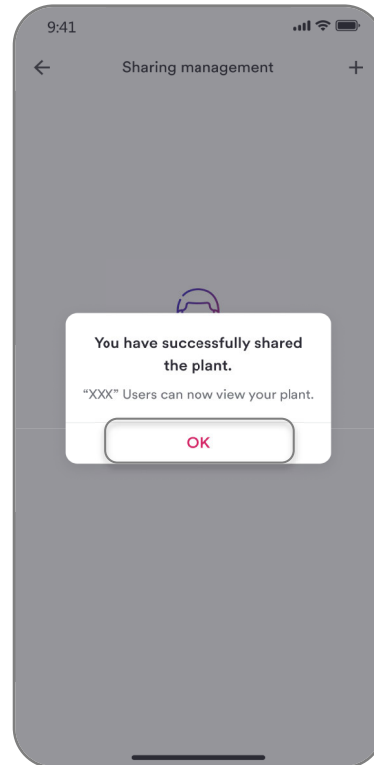 9:41
Sharing management
You have successfully shared
the plant.
“XXX” Users can now view your plant.
OK